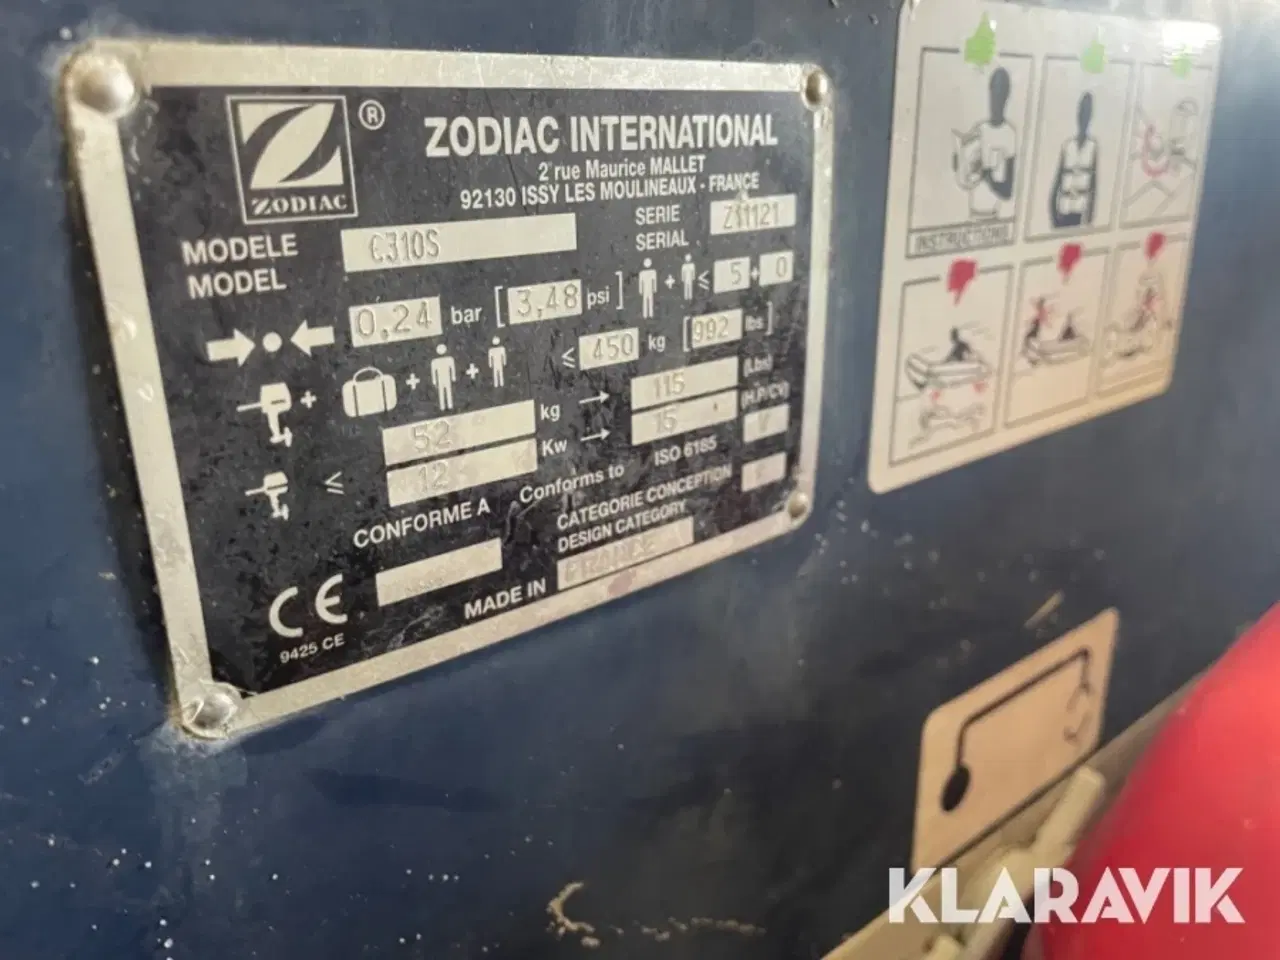 ZODIAC
®
ZODIAC INTERNATIONAL
2 rue Maurice MALLET
92130 ISSY LES MOULINEAUX - FRANCE
MODELE
MODEL
C310S
SERIE
SERIAL
Z11121
0,24 bar [3,48 psi] ≤ 5 + 0
≤ 450 kg [992 lbs]
+ + +
52 kg → 115 (Lbs)
≤ 12 Kw → 15 (H.P/CV)
CONFORME A Conforms to ISO 6185 V
CATEGORIE CONCEPTION
DESIGN CATEGORY
MADE IN FRANCE
CE
9425 CE
INSTRUCTIONS
KLARAVIK